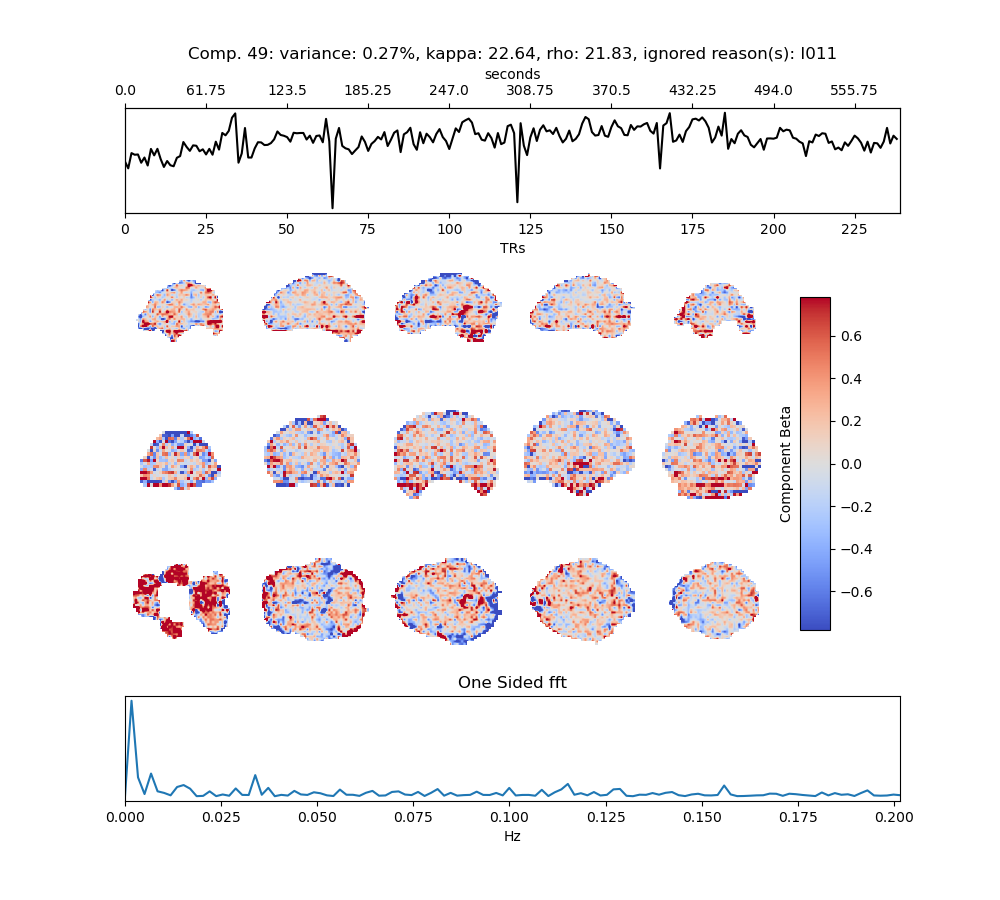 Comp. 49: variance: 0.27%, kappa: 22.64, rho: 21.83, ignored reason(s): I011
seconds
0.0 61.75 123.5 185.25 247.0 308.75 370.5 432.25 494.0 555.75
0 25 50 75 100 125 150 175 200 225
TRs
0.6
0.4
0.2
0.0
−0.2
−0.4
−0.6
Component Beta
One Sided fft
0.000 0.025 0.050 0.075 0.100 0.125 0.150 0.175 0.200
Hz